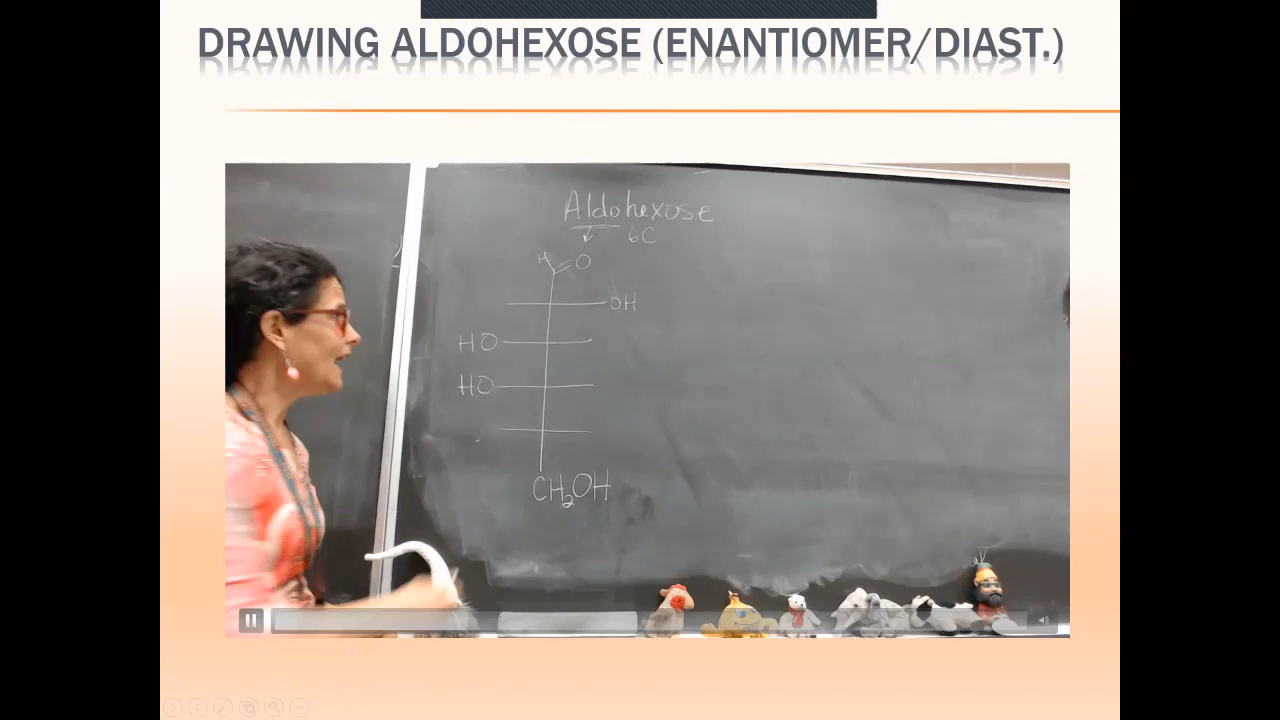 DRAWING ALDOHEXOSE (ENANTIOMER/DIAST.)
Aldohexose
6C
H O
OH
HO
HO
CH₂OH